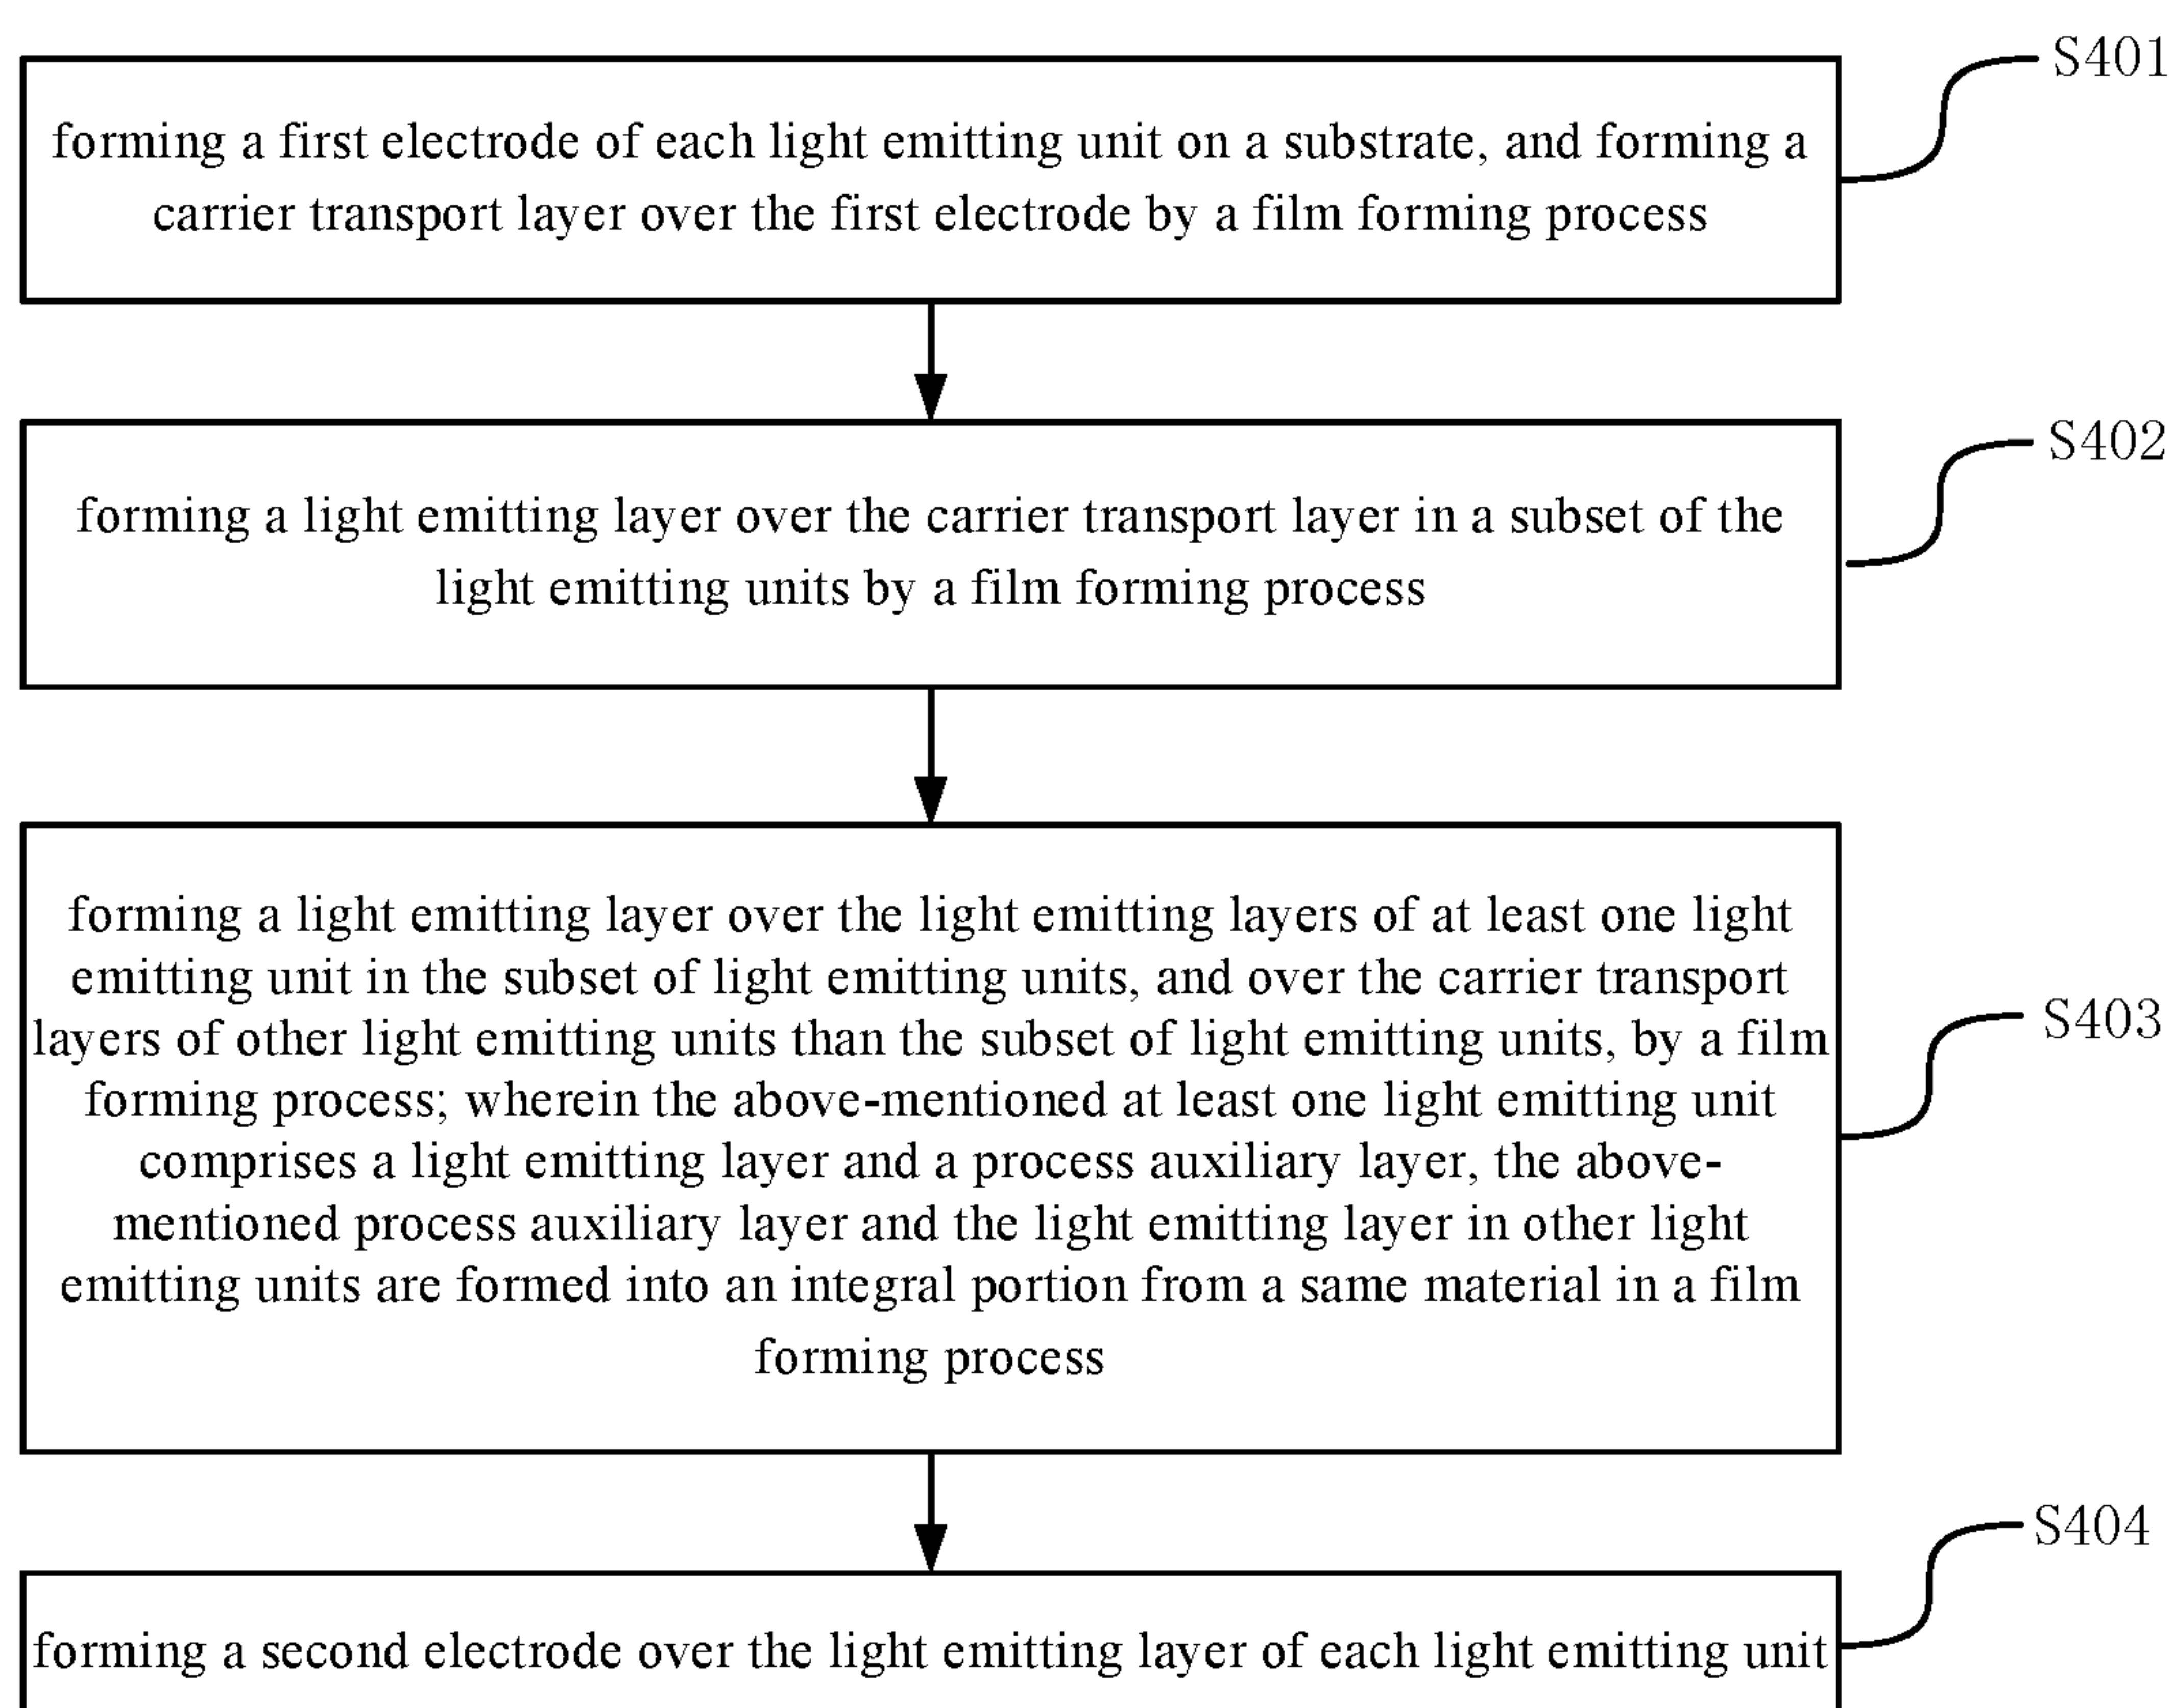 S401
forming a first electrode of each light emitting unit on a substrate, and forming a
carrier transport layer over the first electrode by a film forming process
S402
forming a light emitting layer over the carrier transport layer in a subset of the
light emitting units by a film forming process
forming a light emitting layer over the light emitting layers of at least one light
emitting unit in the subset of light emitting units, and over the carrier transport
layers of other light emitting units than the subset of light emitting units, by a film
forming process; wherein the above-mentioned at least one light emitting unit
comprises a light emitting layer and a process auxiliary layer, the above-
mentioned process auxiliary layer and the light emitting layer in other light
emitting units are formed into an integral portion from a same material in a film
forming process
S403
S404
forming a second electrode over the light emitting layer of each light emitting unit